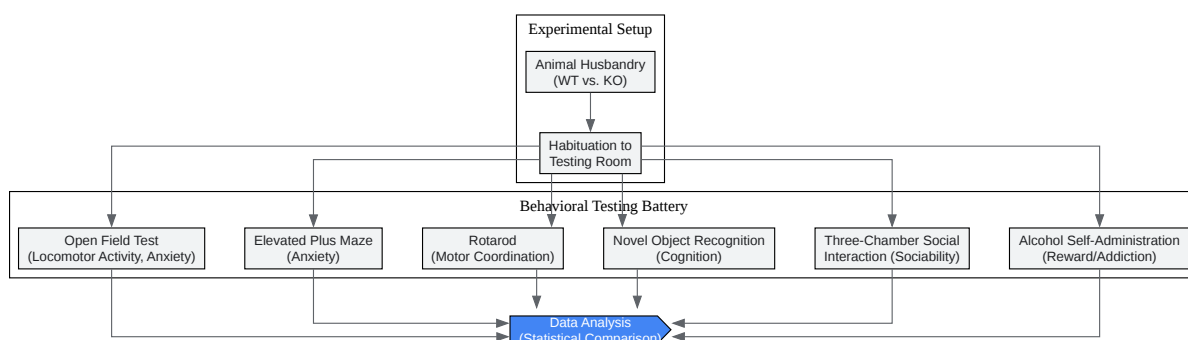 Experimental Setup
Animal Husbandry
(WT vs. KO)
Habituation to
Testing Room
Behavioral Testing Battery
Open Field Test
(Locomotor Activity, Anxiety)
Elevated Plus Maze
(Anxiety)
Rotarod
(Motor Coordination)
Novel Object Recognition
(Cognition)
Three-Chamber Social
Interaction (Sociability)
Alcohol Self-Administration
(Reward/Addiction)
Data Analysis
(Statistical Comparison)